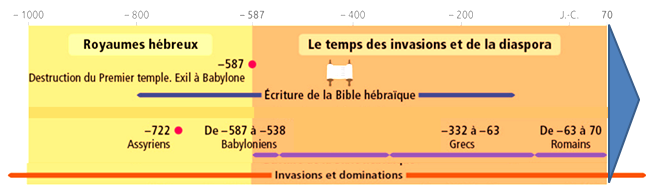 – 1000 – 800 –587 – 400 – 200 J.-C. 70
Royaumes hébreux
Le temps des invasions et de la diaspora
–587
Destruction du Premier temple. Exil à Babylone
Écriture de la Bible hébraïque
–722
Assyriens
De –587 à –538
Babyloniens
–332 à –63
Grecs
De –63 à 70
Romains
Invasions et dominations